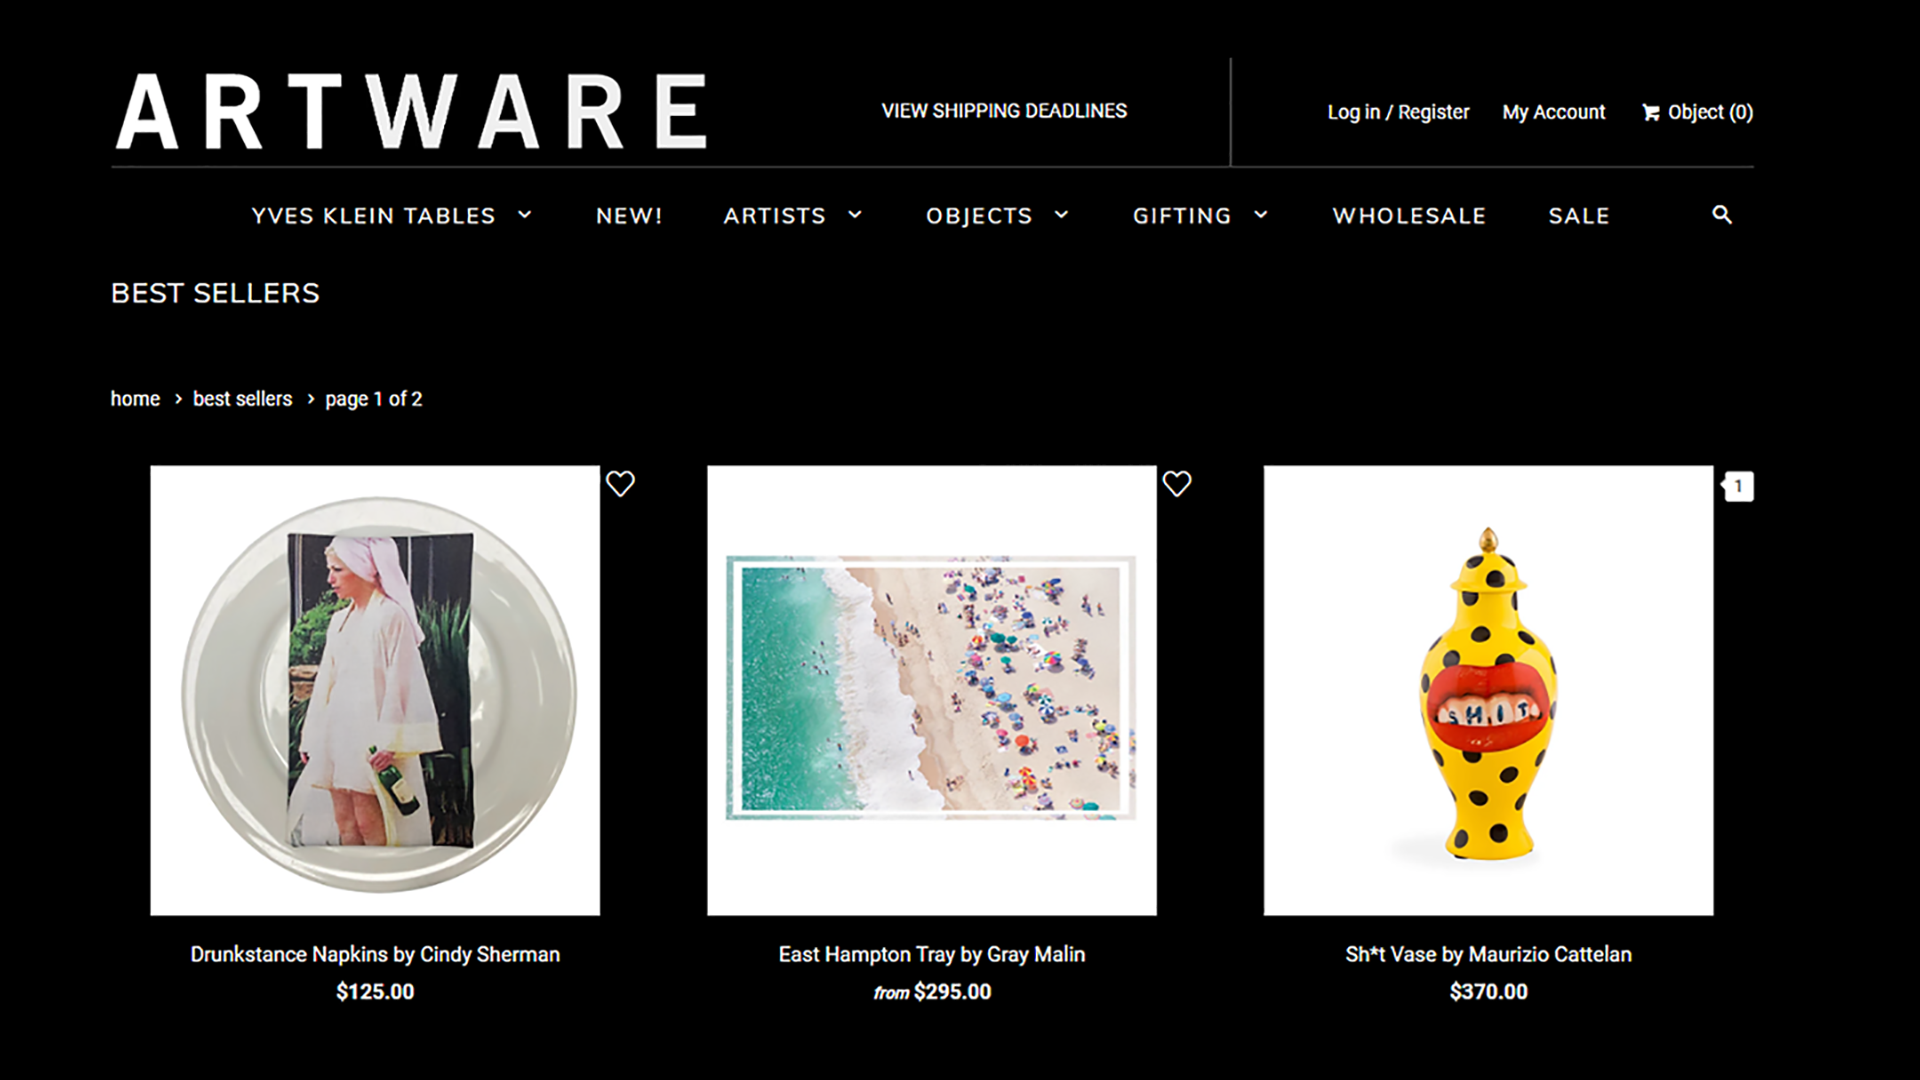 ARTWARE
VIEW SHIPPING DEADLINES
Log in / Register
My Account
Object (0)
YVES KLEIN TABLES
NEW!
ARTISTS
OBJECTS
GIFTING
WHOLESALE
SALE
BEST SELLERS
home > best sellers > page 1 of 2
1
SHIT
Drunkstance Napkins by Cindy Sherman
$125.00
East Hampton Tray by Gray Malin
from $295.00
Sh*t Vase by Maurizio Cattelan
$370.00